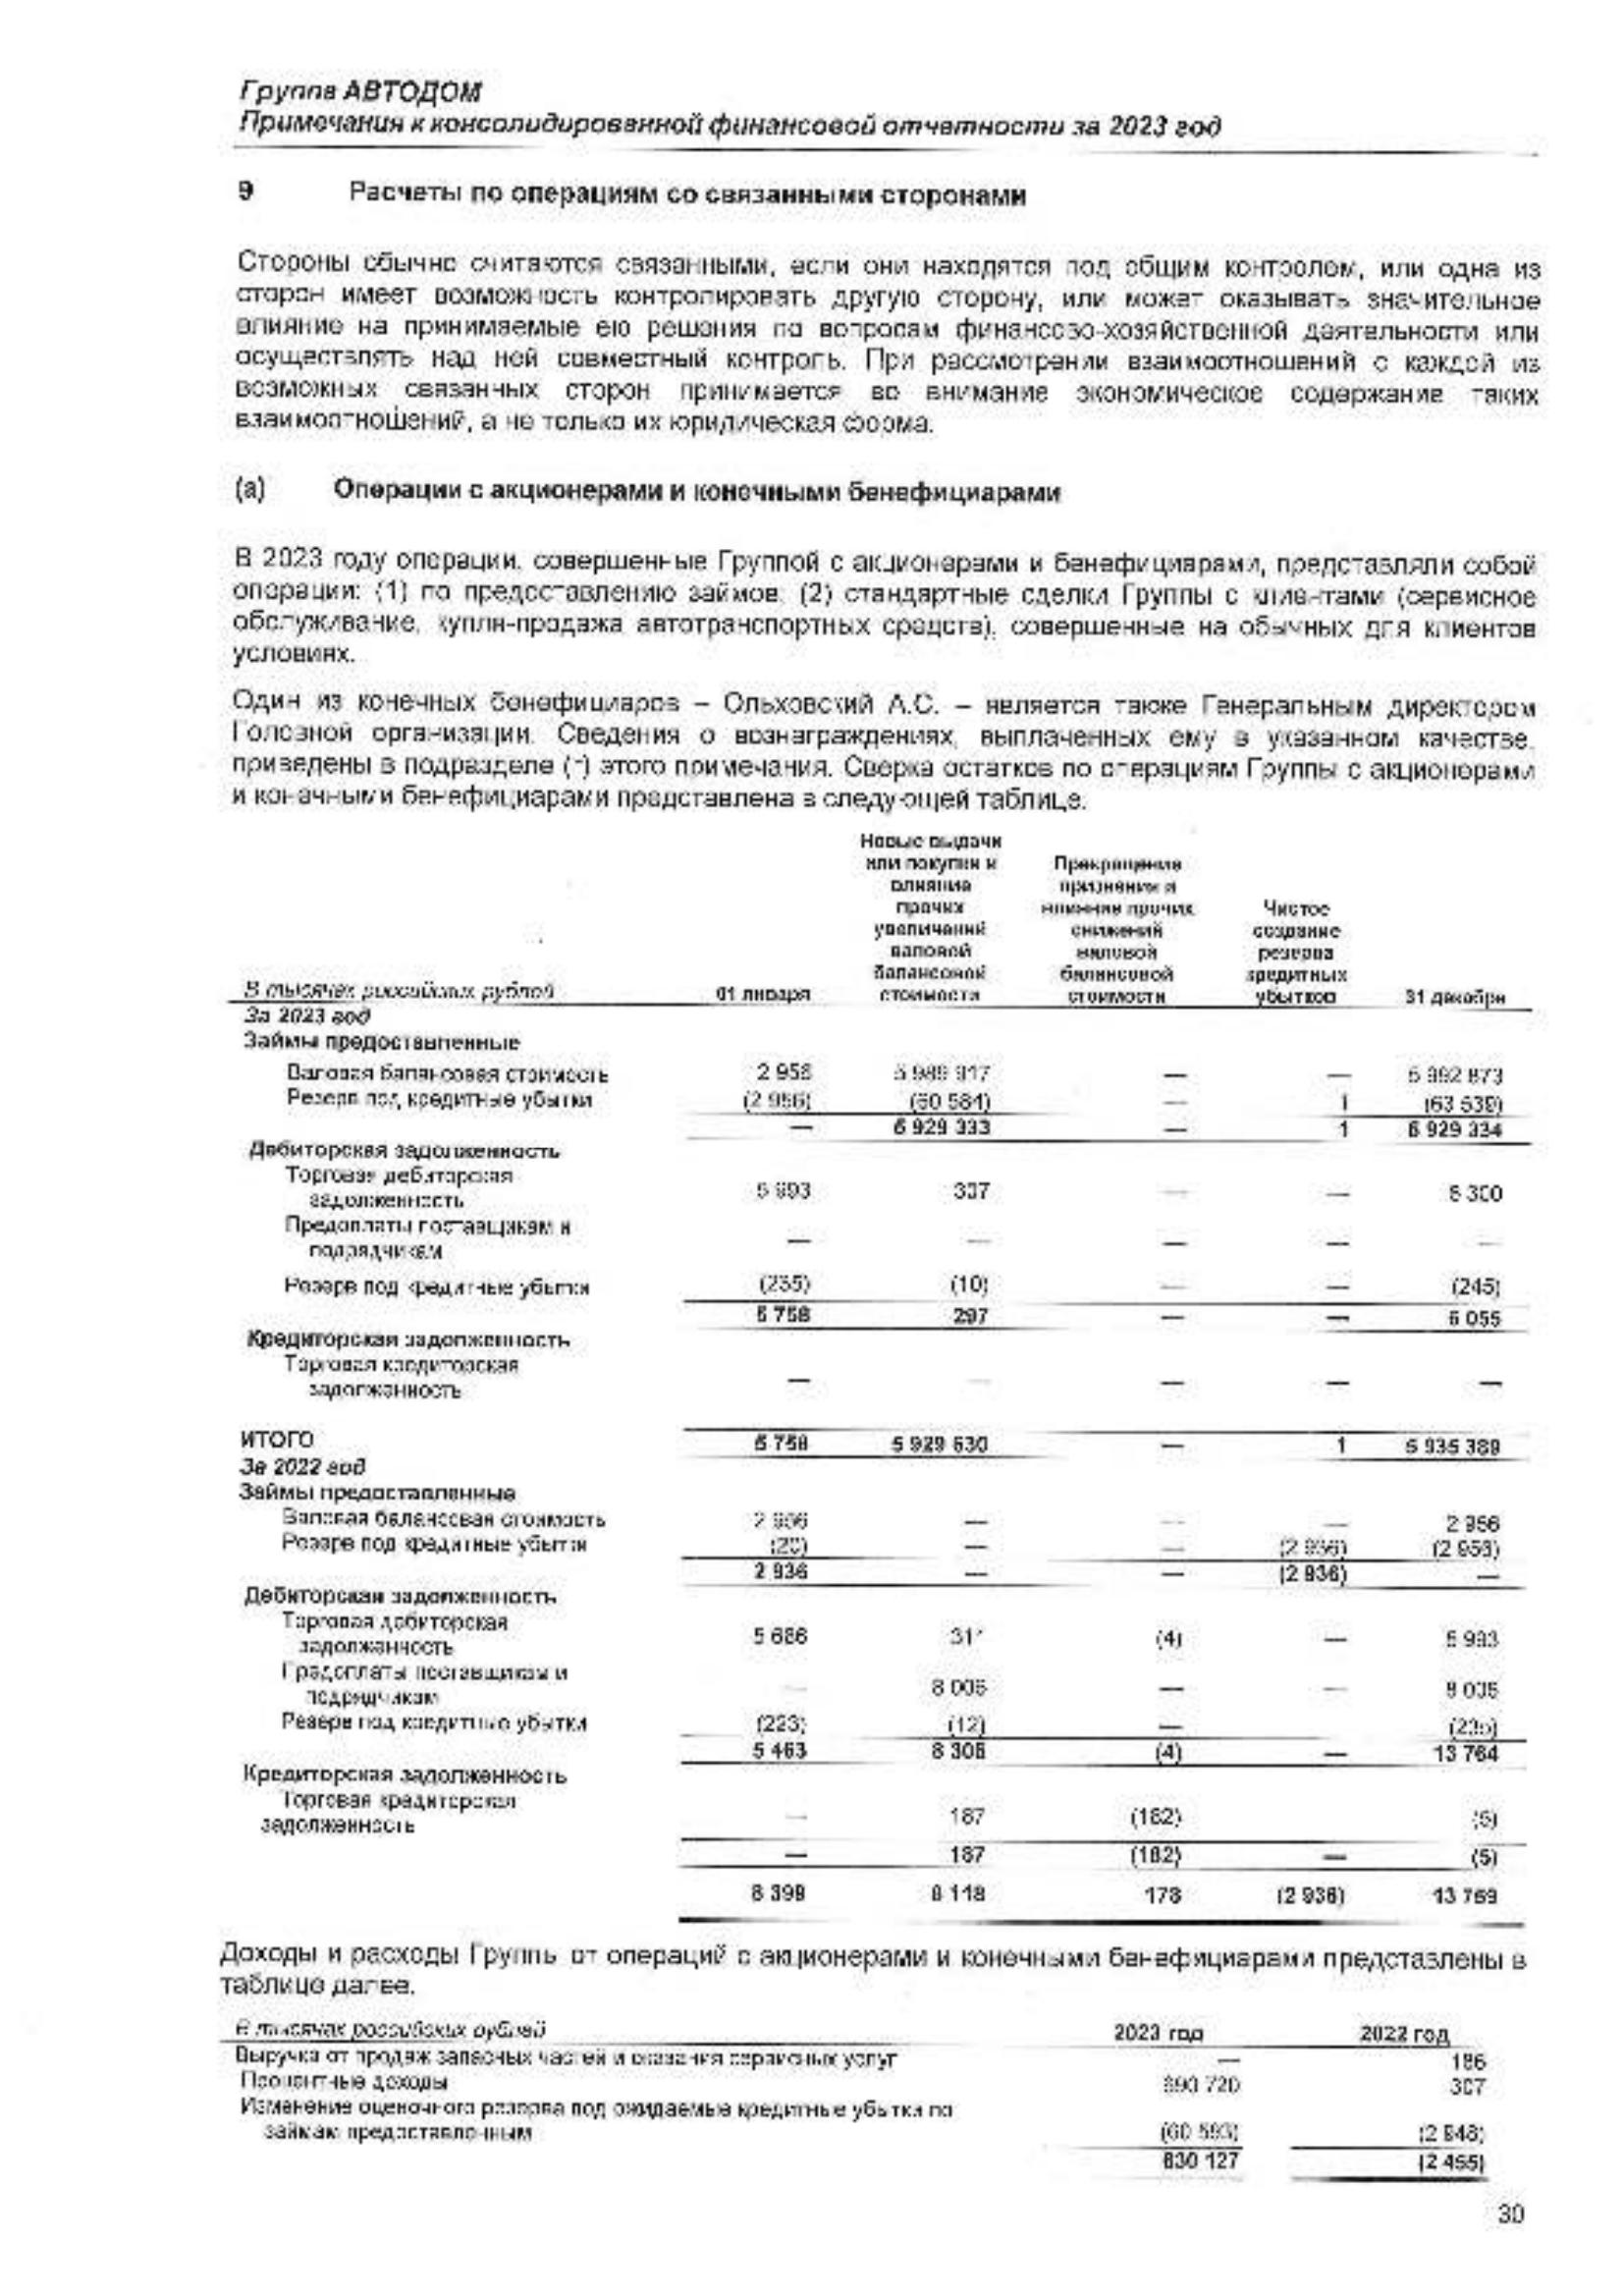 Группа АВТОДОМ
Примечания к консолидированной финансовой отчетности за 2023 год
9 Расчеты по операциям со связанными сторонами
Стороны обычно считаются связанными, если они находятся под общим контролем, или одна из
сторон имеет возможность контролировать другую сторону, или может оказывать значительное
влияние на принимаемые ею решения по вопросам финансово-хозяйственной деятельности или
осуществлять над ней совместный контроль. При рассмотрении взаимоотношений с каждой из
возможных связанных сторон принимается во внимание экономическое содержание таких
взаимоотношений, а не только их юридическая форма.
(а) Операции с акционерами и конечными бенефициарами
В 2023 году операции, совершенные Группой с акционерами и бенефициарами, представляли собой
операции: (1) по предоставлению займов; (2) стандартные сделки Группы с клиентами (сервисное
обслуживание, купля-продажа автотранспортных средств), совершенные на обычных для клиентов
условиях.
Один из конечных бенефициаров – Ольховский А.С. – является также Генеральным директором
Головной организации. Сведения о вознаграждениях, выплаченных ему в указанном качестве,
приведены в подразделе (г) этого примечания. Сверка остатков по операциям Группы с акционерами
и конечными бенефициарами представлена в следующей таблице.
В тысячах российских рублей 01 января Новые выдачи или покупки и влияние прочих увеличений валовой балансовой стоимости Прекращение признания и влияние прочих снижений валовой балансовой стоимости Чистое создание резерва кредитных убытков 31 декабря
За 2023 год
Займы предоставленные
Валовая балансовая стоимость 2 956 5 989 917 — — 5 992 873
Резерв под кредитные убытки (2 956) (60 584) — 1 (63 539)
— 5 929 333 — 1 5 929 334
Дебиторская задолженность
Торговая дебиторская
задолженность 5 993 307 — — 6 300
Предоплаты поставщикам и
подрядчикам — — — — —
Резерв под кредитные убытки (235) (10) — — (245)
5 758 297 — — 6 055
Кредиторская задолженность
Торговая кредиторская
задолженность — — — — —
ИТОГО 5 758 5 929 630 — 1 5 935 389
За 2022 год
Займы предоставленные
Валовая балансовая стоимость 2 956 — — — 2 956
Резерв под кредитные убытки (20) — — (2 936) (2 956)
2 936 — — (2 936) —
Дебиторская задолженность
Торговая дебиторская
задолженность 5 686 311 (4) — 5 993
Предоплаты поставщикам и
подрядчикам — 8 006 — — 8 006
Резерв под кредитные убытки (223) (12) — (235)
5 463 8 305 (4) — 13 764
Кредиторская задолженность
Торговая кредиторская
задолженность — 187 (182) (5)
— 187 (182) — (5)
8 399 8 118 178 (2 936) 13 759
Доходы и расходы Группы от операций с акционерами и конечными бенефициарами представлены в
таблице далее.
В тысячах российских рублей 2023 год 2022 год
Выручка от продаж запасных частей и оказания сервисных услуг — 186
Процентные доходы 690 720 307
Изменение оценочного резерва под ожидаемые кредитные убытки по
займам предоставленным (60 593) (2 948)
630 127 (2 455)
30